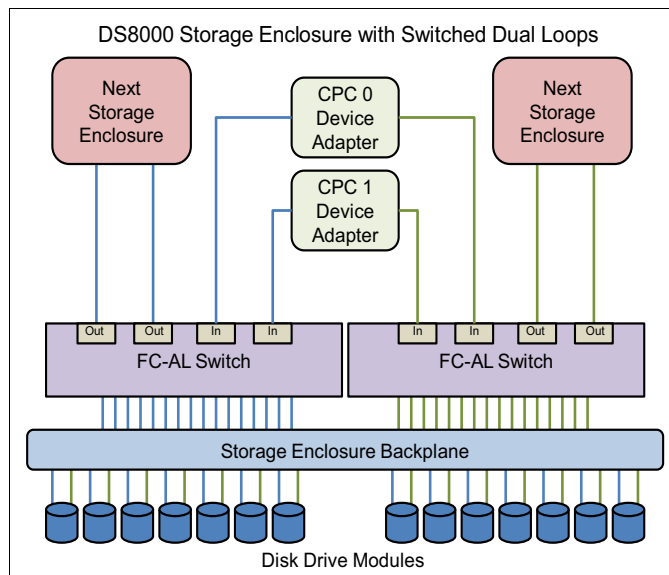 DS8000 Storage Enclosure with Switched Dual Loops
Next
Storage
Enclosure
CPC 0
Device
Adapter
Next
Storage
Enclosure
CPC 1
Device
Adapter
Out
Out
In
In
In
In
Out
Out
FC-AL Switch
FC-AL Switch
Storage Enclosure Backplane
Disk Drive Modules